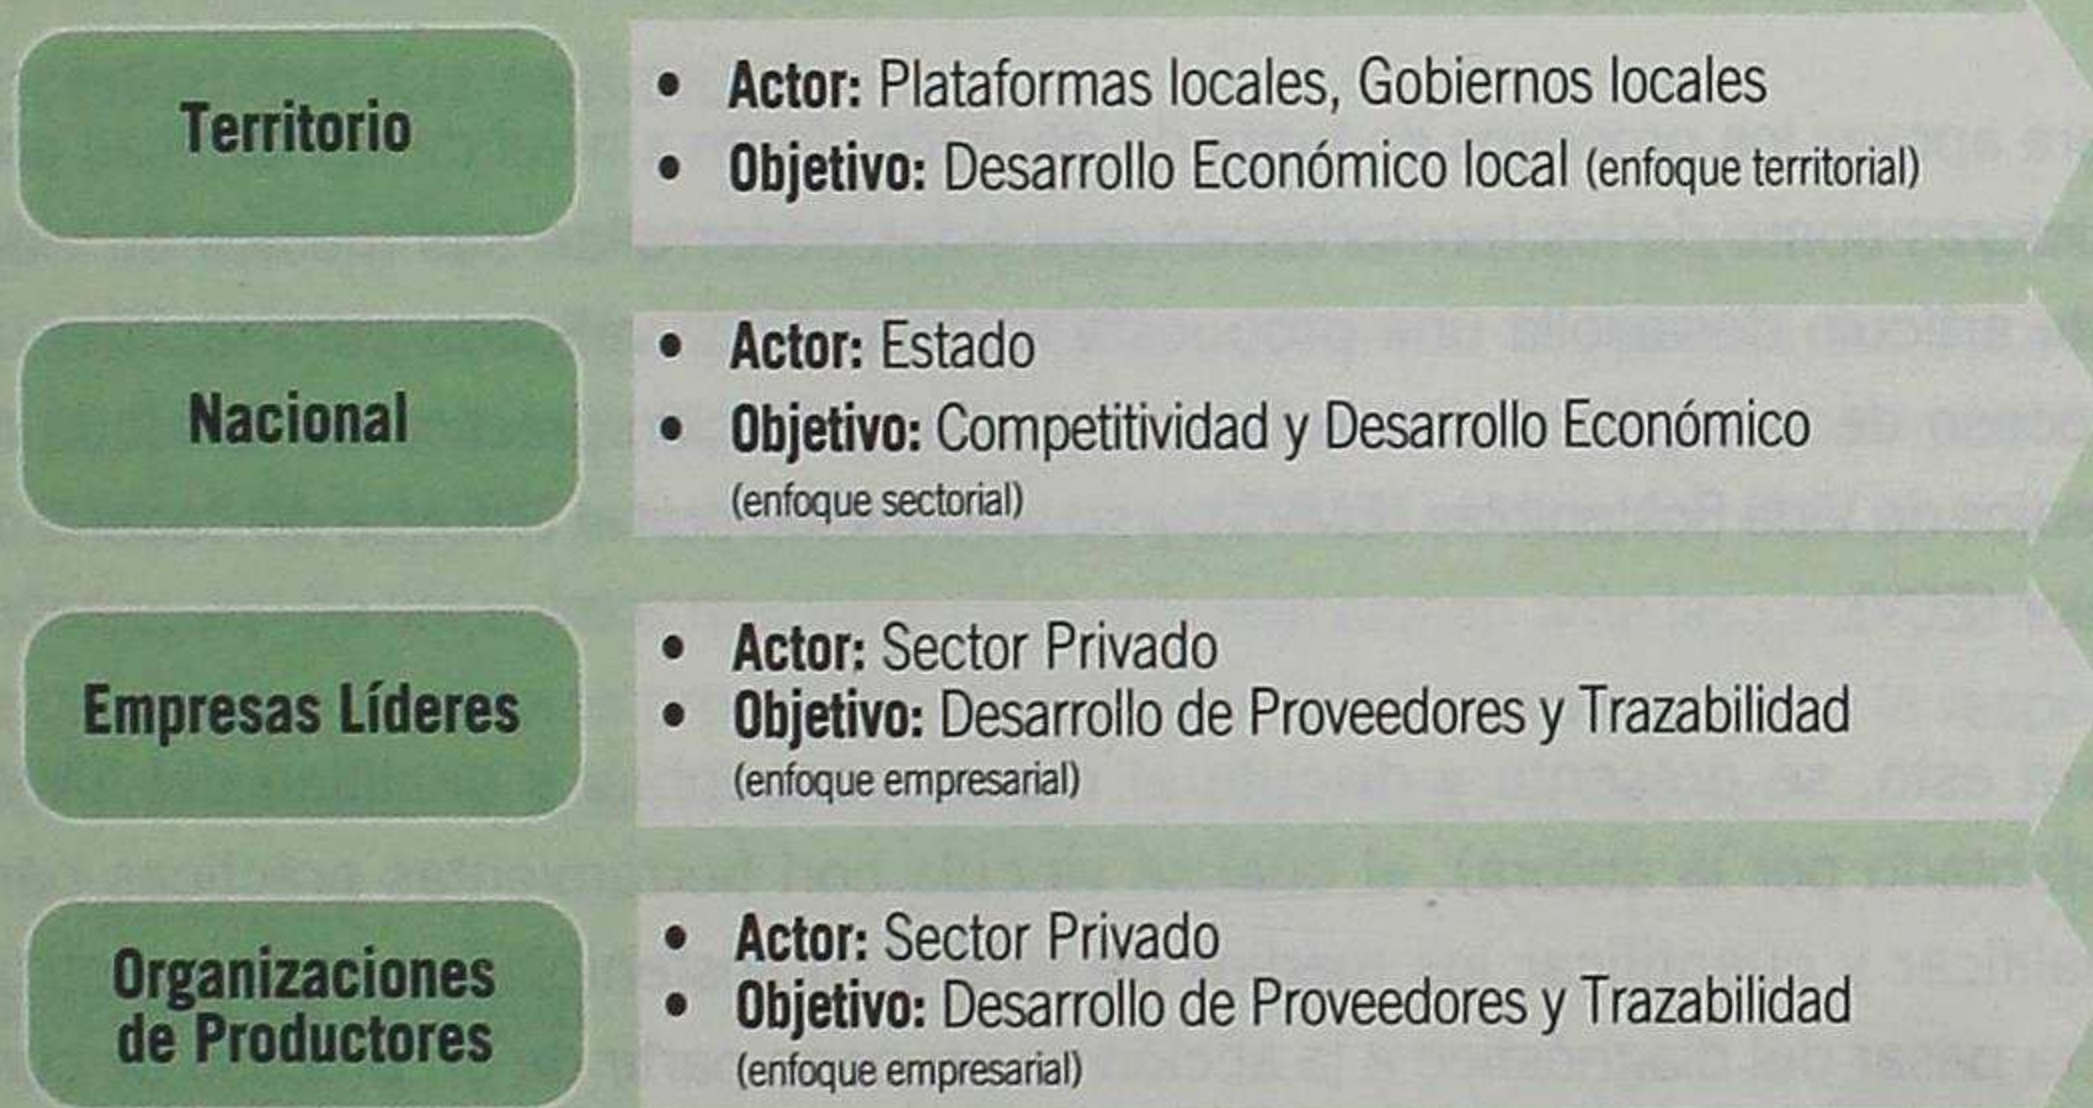 Territorio
• Actor: Plataformas locales, Gobiernos locales
• Objetivo: Desarrollo Económico local (enfoque territorial)
Nacional
• Actor: Estado
• Objetivo: Competitividad y Desarrollo Económico
(enfoque sectorial)
Empresas Líderes
• Actor: Sector Privado
• Objetivo: Desarrollo de Proveedores y Trazabilidad
(enfoque empresarial)
Organizaciones
de Productores
• Actor: Sector Privado
• Objetivo: Desarrollo de Proveedores y Trazabilidad
(enfoque empresarial)